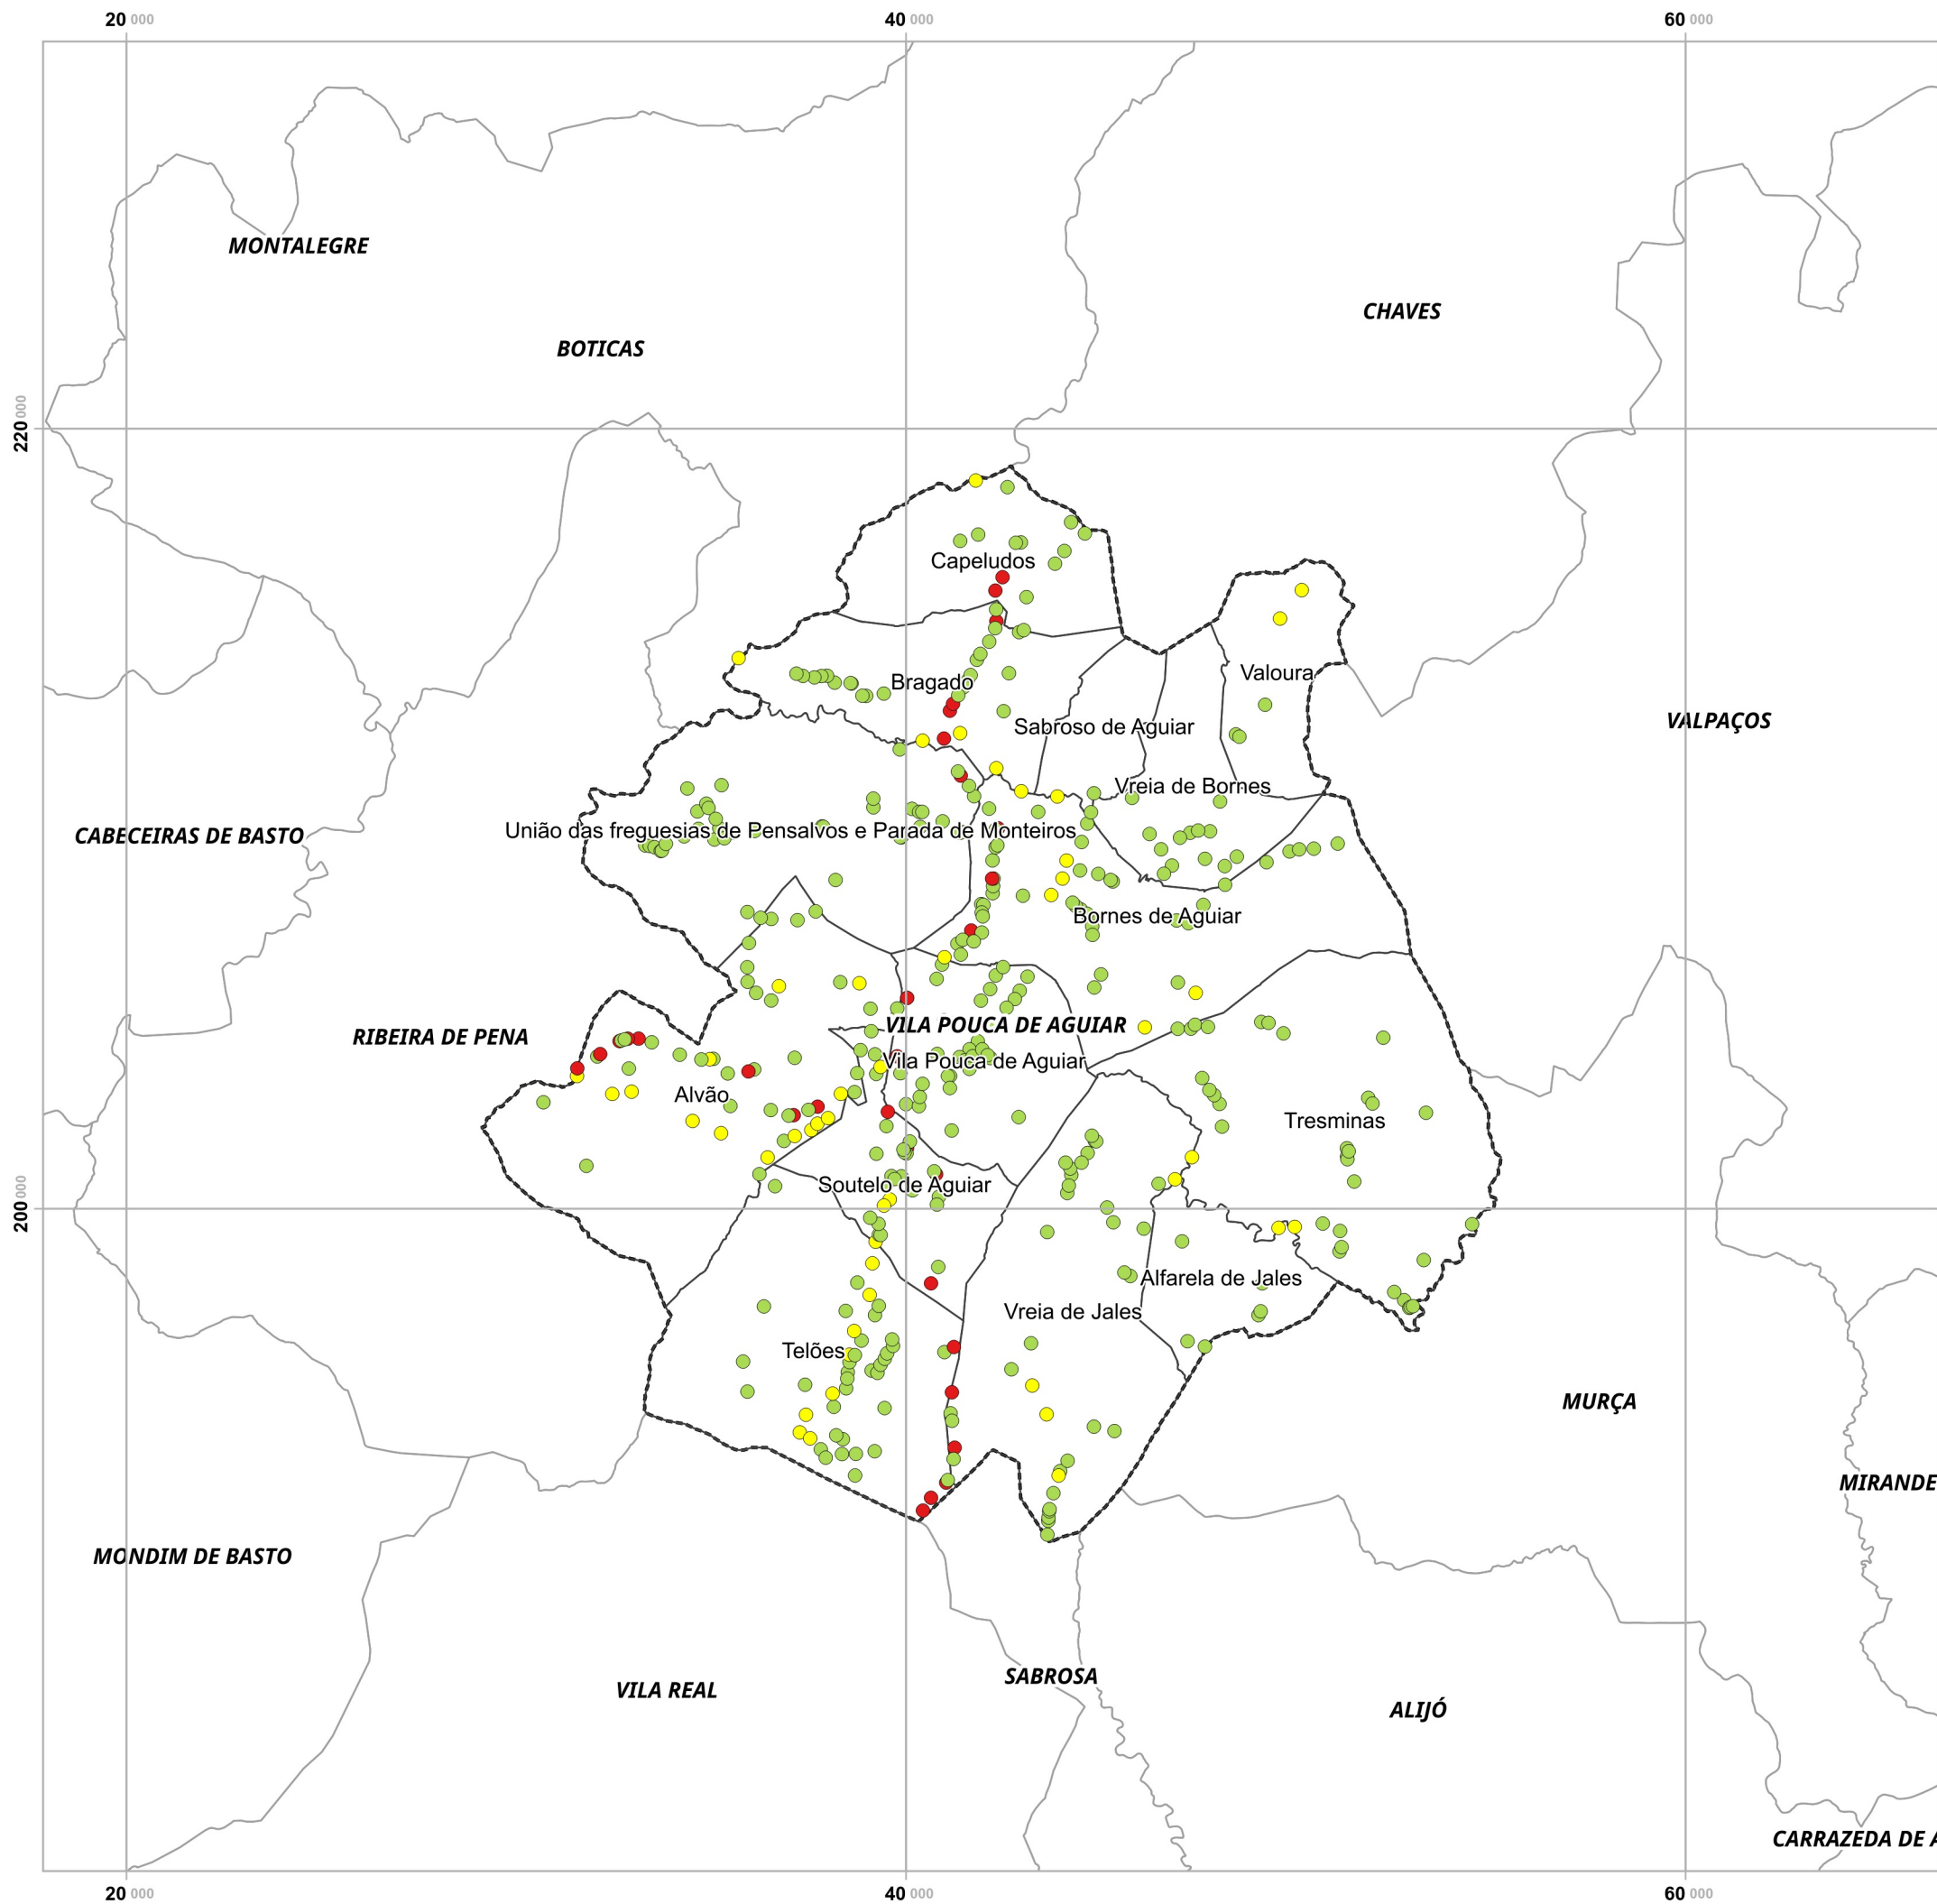 20 000
40 000
60 000
MONTALEGRE
CHAVES
BOTICAS
220 000
Capeludos
Valoura
Bragado
VALPAÇOS
Sabroso de Aguiar
Vreia de Bornes
União das freguesias de Pensalvos e Parada de Monteiros
CABECEIRAS DE BASTO
Bornes de Aguiar
VILA POUCA DE AGUIAR
RIBEIRA DE PENA
Vila Pouca de Aguiar
Alvão
Tresminas
Soutelo de Aguiar
200 000
Alfarela de Jales
Vreia de Jales
Telões
MURÇA
MIRANDE
MONDIM DE BASTO
SABROSA
VILA REAL
ALIJÓ
CARRAZEDA DE
20 000
40 000
60 000